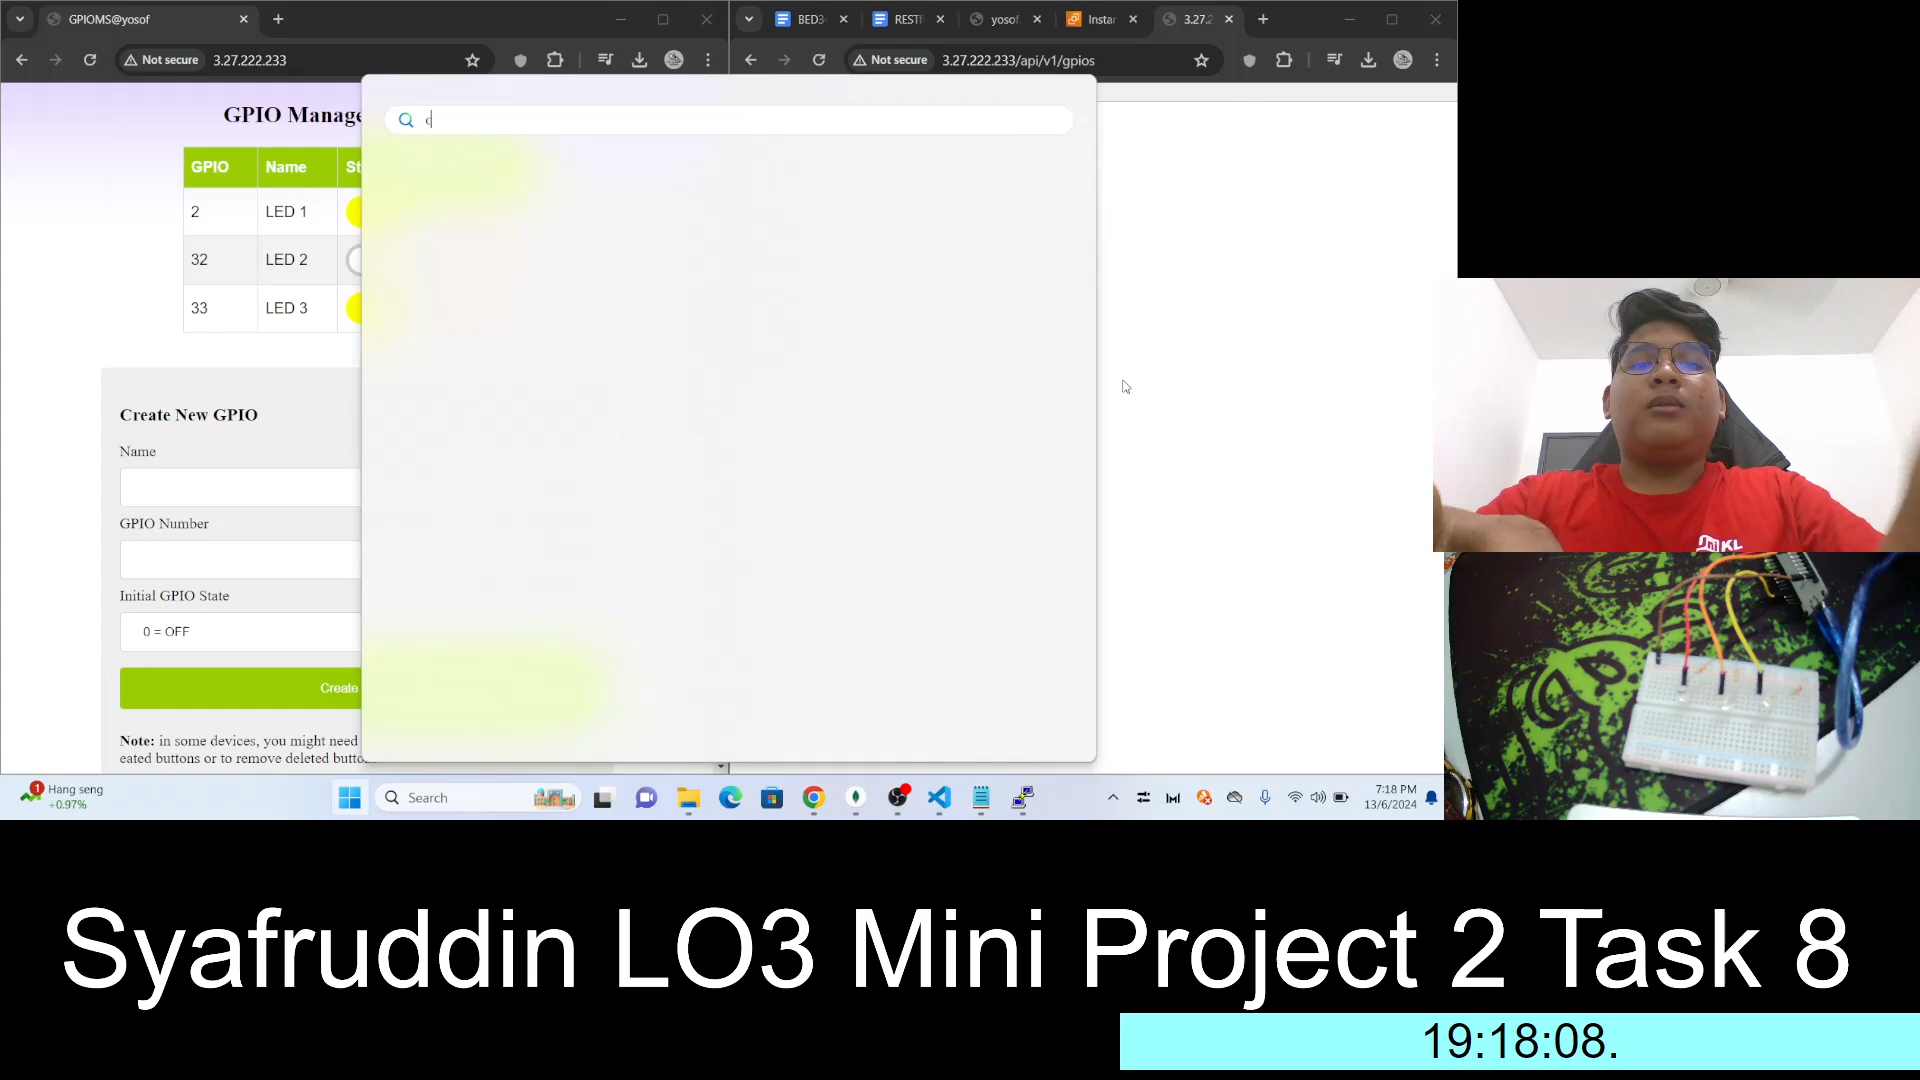 GPIOMS@yosof
BED3
RESTf
yosof
Instar
3.27.2
Not secure
3.27.222.233
Not secure
3.27.222.233/api/v1/gpios
GPIO Manage
c
GPIO
Name
St
2
LED 1
32
LED 2
33
LED 3
Create New GPIO
Name
GPIO Number
Initial GPIO State
0 = OFF
Create
Note: in some devices, you might need
eated buttons or to remove deleted butto
UniKL
1
Hang seng
+0.97%
Search
7:18 PM
13/6/2024
Syafruddin LO3 Mini Project 2 Task 8
19:18:08.